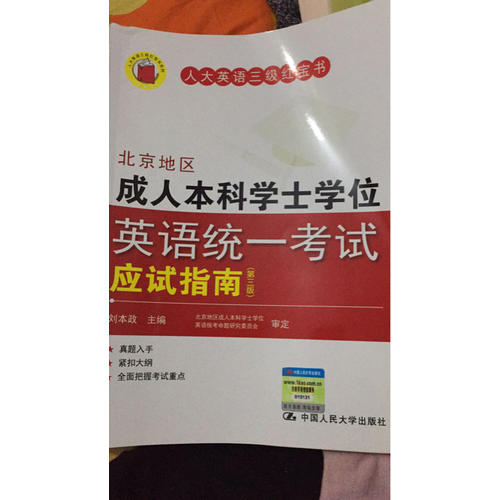 人大英语三级红宝书
北京地区
成人本科学士学位
英语统一考试
应试指南(第三版)
刘本政 主编
北京地区成人本科学士学位
英语统考命题研究委员会 审定
★ 真题入手
★ 紧扣大纲
★ 全面把握考试重点
www.1kao.com.cn
中国人民大学出版社